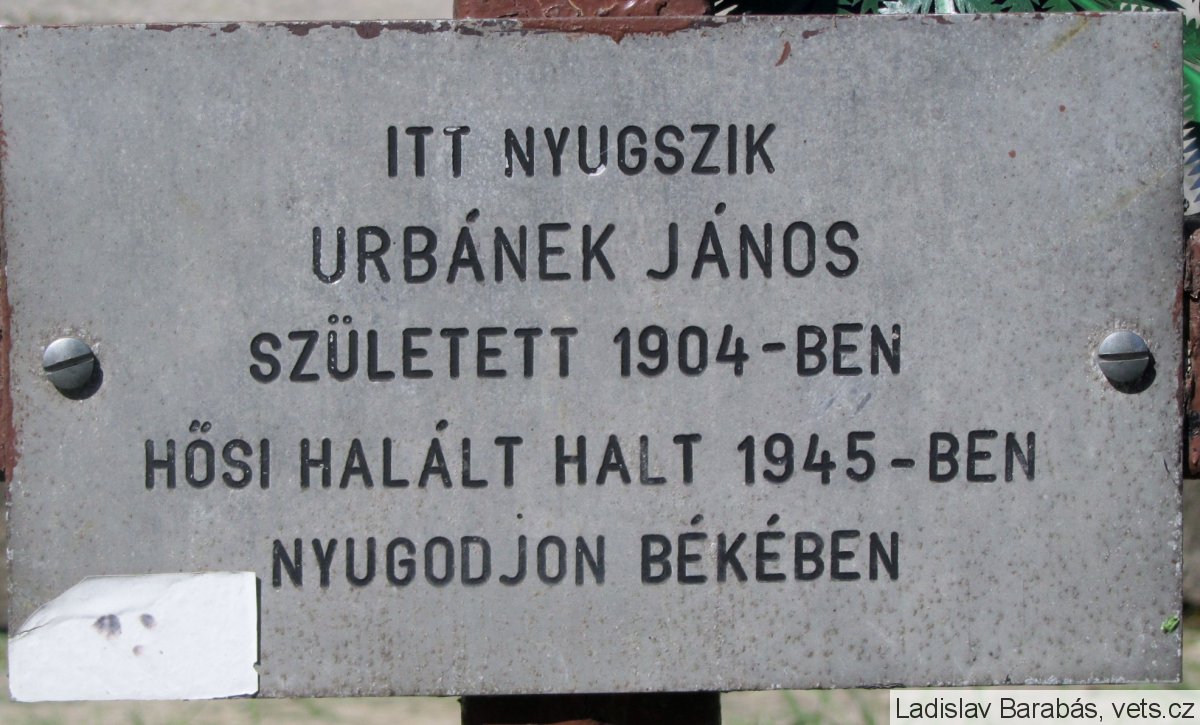 ITT NYUGSZIK
URBÁNEK JÁNOS
SZÜLETETT 1904-BEN
HŐSI HALÁLT HALT 1945-BEN
NYUGODJON BÉKÉBEN
Ladislav Barabás, vets.cz